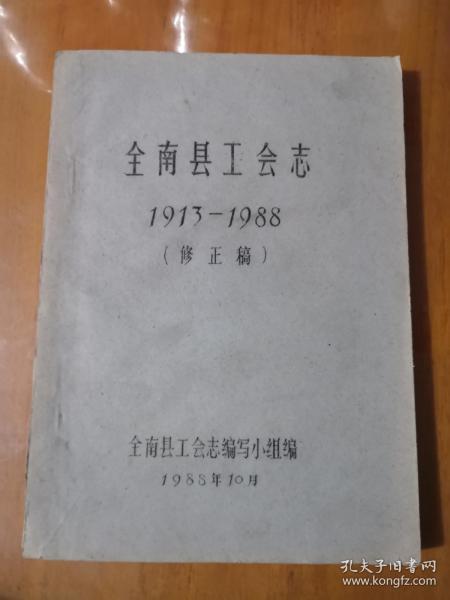 全南县工会志
1913-1988
(修正稿)
全南县工会志编写小组编
1988年10月
孔夫子旧书网
www.kongfz.com